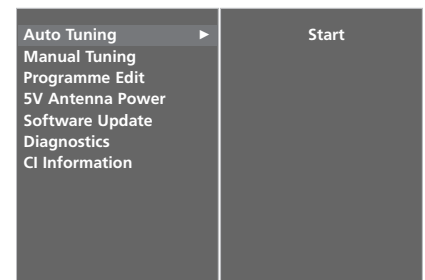 Auto Tuning ► Start
Manual Tuning
Programme Edit
5V Antenna Power
Software Update
Diagnostics
CI Information